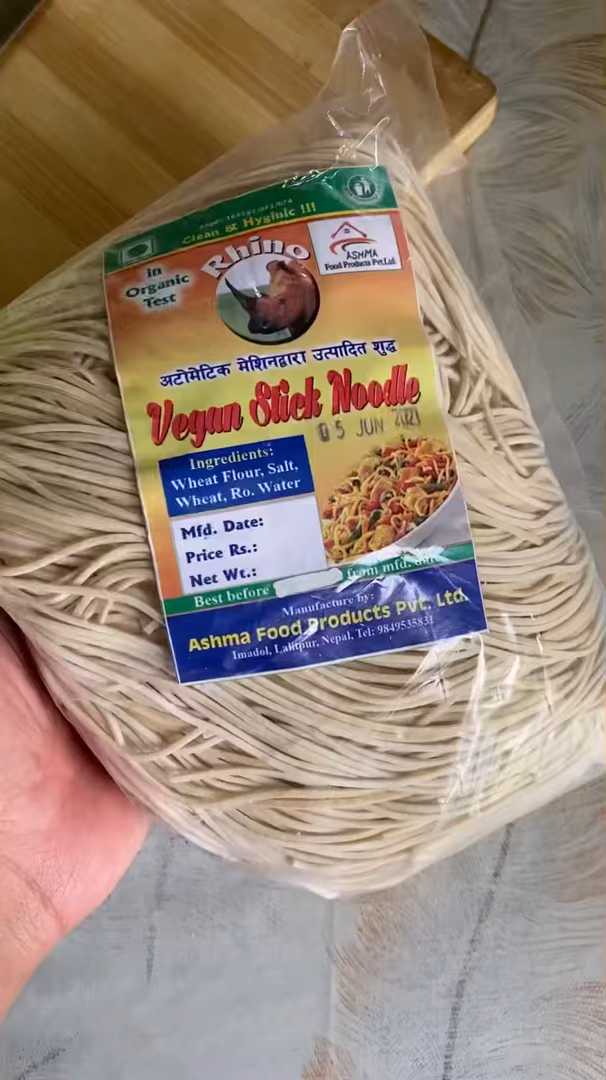 Clean & Hygiuic !!!
in
Organic
Test
Rhino
ASHMA
Food Products Pvt.Ltd.
अटोमेटिक मेशिनद्वारा उत्पादित शुद्ध
Vegan Stick Noodle
05 JUN 2021
Ingredients:
Wheat Flour, Salt,
Wheat, Ro. Water
Mfd. Date:
Price Rs.:
Net Wt.:
Best before from mfd.
Manufacture by:
Ashma Food Products Pvt. Ltd.
Imadol, Lalitpur, Nepal, Tel: 9849535831